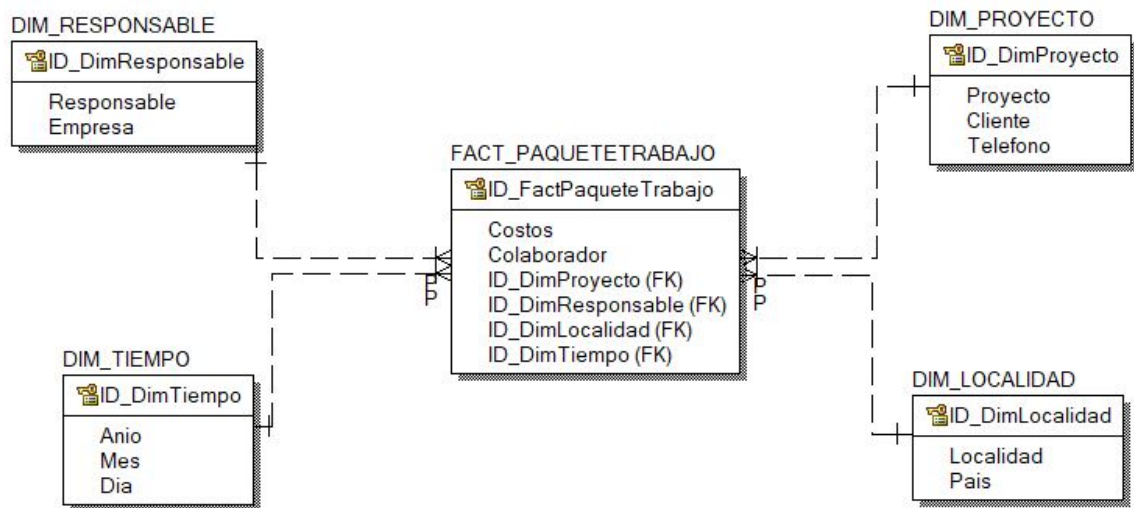 DIM_RESPONSABLE
ID_DimResponsable
Responsable
Empresa
DIM_PROYECTO
ID_DimProyecto
Proyecto
Cliente
Telefono
FACT_PAQUETETRABAJO
ID_FactPaqueteTrabajo
Costos
Colaborador
ID_DimProyecto (FK)
ID_DimResponsable (FK)
ID_DimLocalidad (FK)
ID_DimTiempo (FK)
P
P
P
P
DIM_TIEMPO
ID_DimTiempo
Anio
Mes
Dia
DIM_LOCALIDAD
ID_DimLocalidad
Localidad
Pais